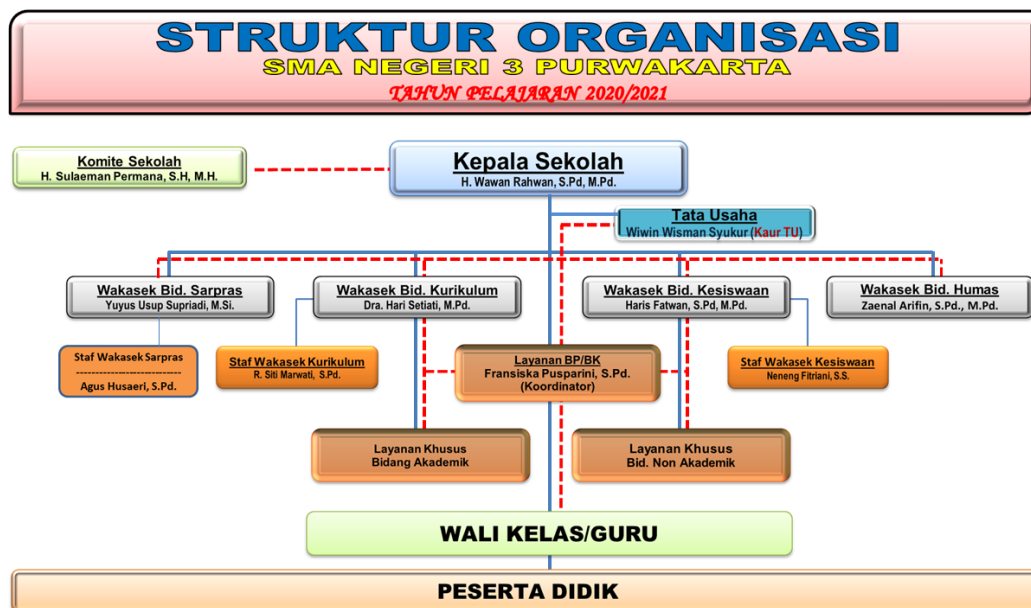 STRUKTUR ORGANISASI
SMA NEGERI 3 PURWAKARTA
TAHUN PELAJARAN 2020/2021
Komite Sekolah
H. Sulaeman Permana, S.H, M.H.
Kepala Sekolah
H. Wawan Rahwan, S.Pd, M.Pd.
Tata Usaha
Wiwin Wisman Syukur (Kaur TU)
Wakasek Bid. Sarpras
Yuyus Usup Supriadi, M.Si.
Wakasek Bid. Kurikulum
Dra. Hari Setiati, M.Pd.
Wakasek Bid. Kesiswaan
Haris Fatwan, S.Pd, M.Pd.
Wakasek Bid. Humas
Zaenal Arifin, S.Pd., M.Pd.
Staf Wakasek Sarpras
-----------------------------
Agus Husaeri, S.Pd.
Staf Wakasek Kurikulum
R. Siti Marwati, S.Pd.
Layanan BP/BK
Fransiska Pusparini, S.Pd.
(Koordinator)
Staf Wakasek Kesiswaan
Neneng Fitriani, S.S.
Layanan Khusus
Bidang Akademik
Layanan Khusus
Bid. Non Akademik
WALI KELAS/GURU
PESERTA DIDIK